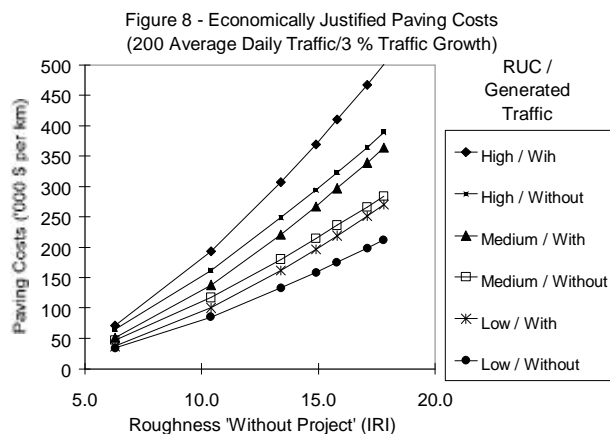 Figure 8 - Economically Justified Paving Costs
(200 Average Daily Traffic/3 % Traffic Growth)
Paving Costs ('000 $ per km)
500
450
400
350
300
250
200
150
100
50
0
5.0
10.0
15.0
20.0
Roughness 'Without Project' (IRI)
RUC /
Generated
Traffic
High / Wih
High / Without
Medium / With
Medium / Without
Low / With
Low / Without